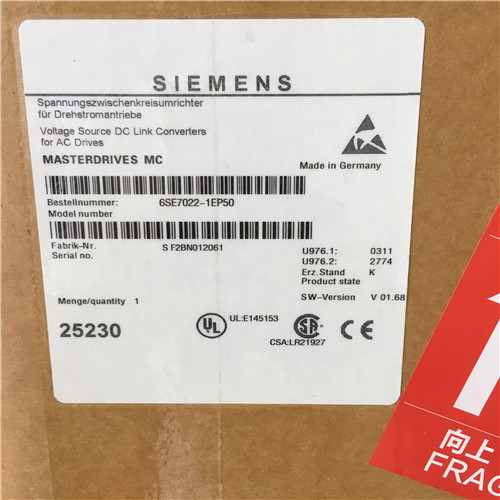 SIEMENS
Spannungszwischenkreisumrichter
für Drehstromantriebe
Voltage Source DC Link Converters
for AC Drives
MASTERDRIVES MC
Made in Germany
Bestellnummer: 6SE7022-1EP50
Model number
Fabrik-Nr. S F2BN012061
Serial no.
U976.1: 0311
U976.2: 2774
Erz.Stand K
Product state
SW-Version V 01.68
Menge/quantity 1
25230
UL
UL:E145153
SA
CSA:LR21927
CE
向上
FRAG